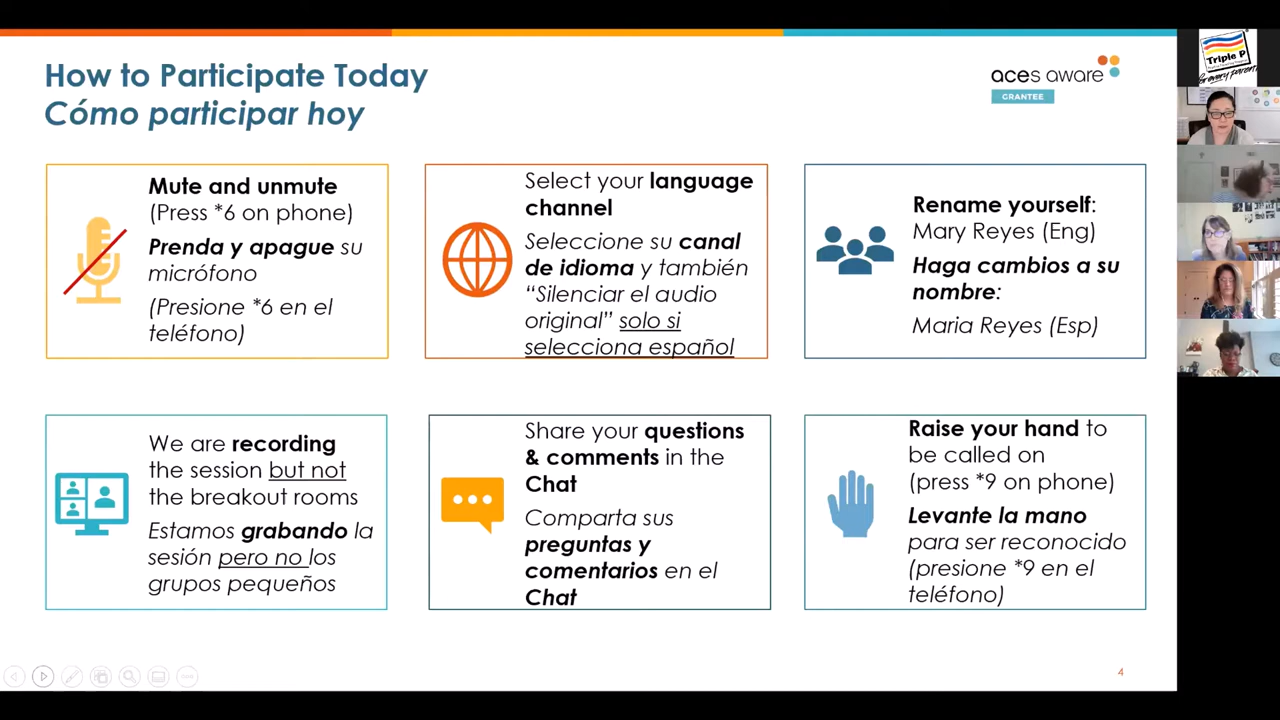 How to Participate Today
Cómo participar hoy
aces aware
GRANTEE
Mute and unmute
(Press *6 on phone)
Prenda y apague su
micrófono
(Presione *6 en el
teléfono)
Select your language
channel
Seleccione su canal
de idioma y también
“Silenciar el audio
original” solo si
selecciona español
Rename yourself:
Mary Reyes (Eng)
Haga cambios a su
nombre:
Maria Reyes (Esp)
We are recording
the session but not
the breakout rooms
Estamos grabando la
sesión pero no los
grupos pequeños
Share your questions
& comments in the
Chat
Comparta sus
preguntas y
comentarios en el
Chat
Raise your hand to
be called on
(press *9 on phone)
Levante la mano
para ser reconocido
(presione *9 en el
teléfono)
4
Triple P